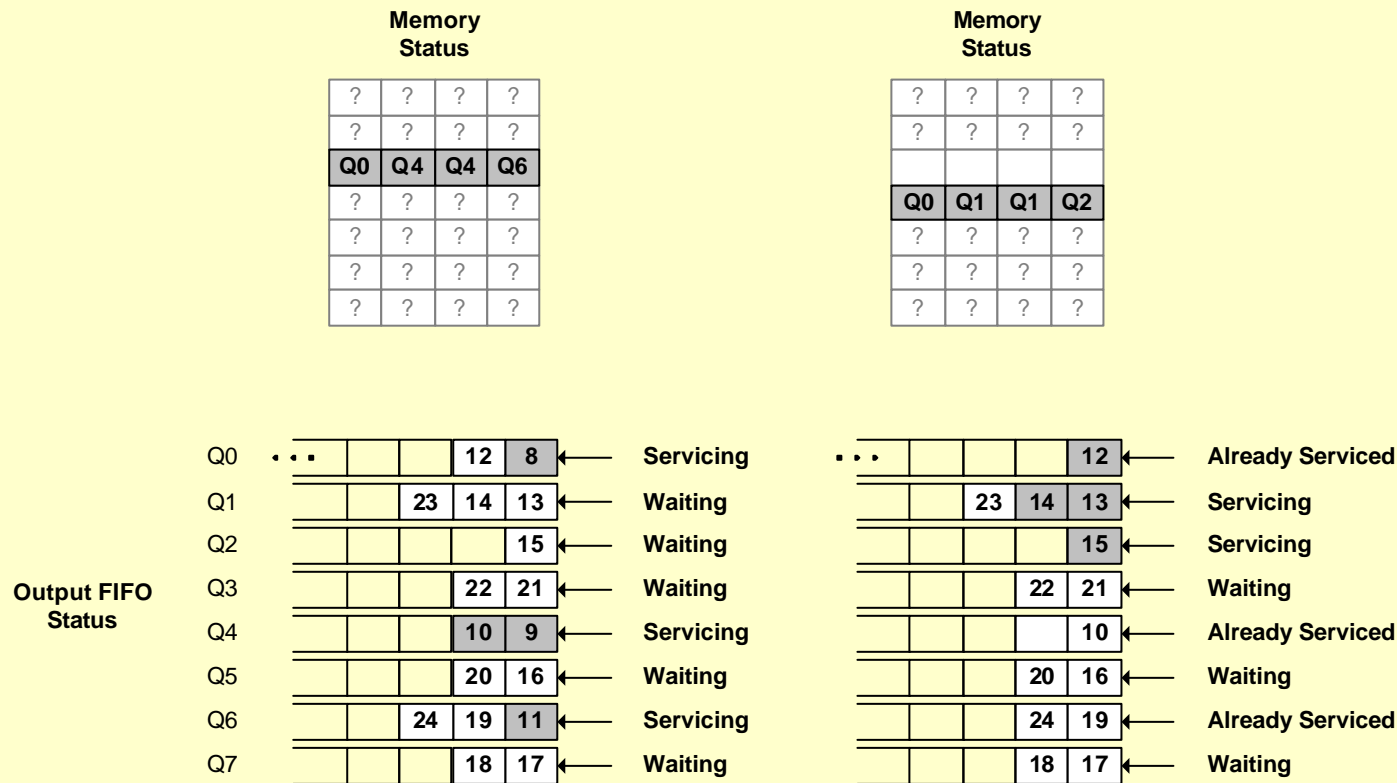 Memory Status Memory Status
? ? ? ? ? ? ? ?
? ? ? ? ? ? ? ?
Q0 Q4 Q4 Q6
? ? ? ? Q0 Q1 Q1 Q2
? ? ? ? ? ? ? ?
? ? ? ? ? ? ? ?
? ? ? ? ? ? ? ?
Output FIFO Status
Q0 12 8 Servicing 12 Already Serviced
Q1 23 14 13 Waiting 23 14 13 Servicing
Q2 15 Waiting 15 Servicing
Q3 22 21 Waiting 22 21 Waiting
Q4 10 9 Servicing 10 Already Serviced
Q5 20 16 Waiting 20 16 Waiting
Q6 24 19 11 Servicing 24 19 Already Serviced
Q7 18 17 Waiting 18 17 Waiting